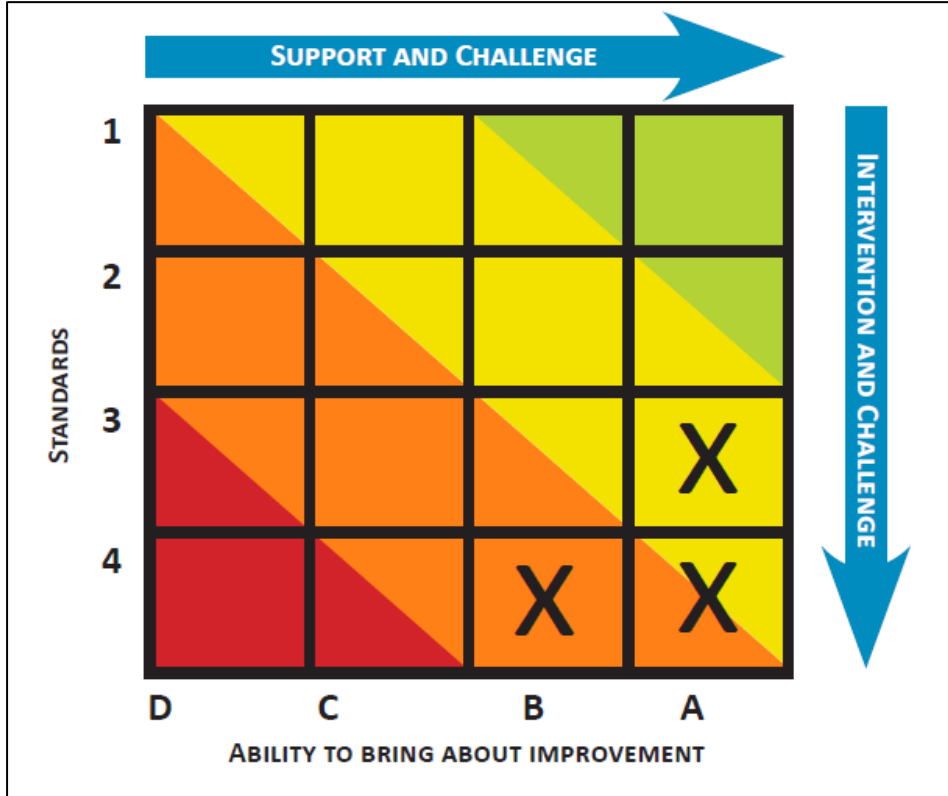 SUPPORT AND CHALLENGE
INTERVENTION AND CHALLENGE
STANDARDS
1
2
3
X
4
X X
D C B A
ABILITY TO BRING ABOUT IMPROVEMENT